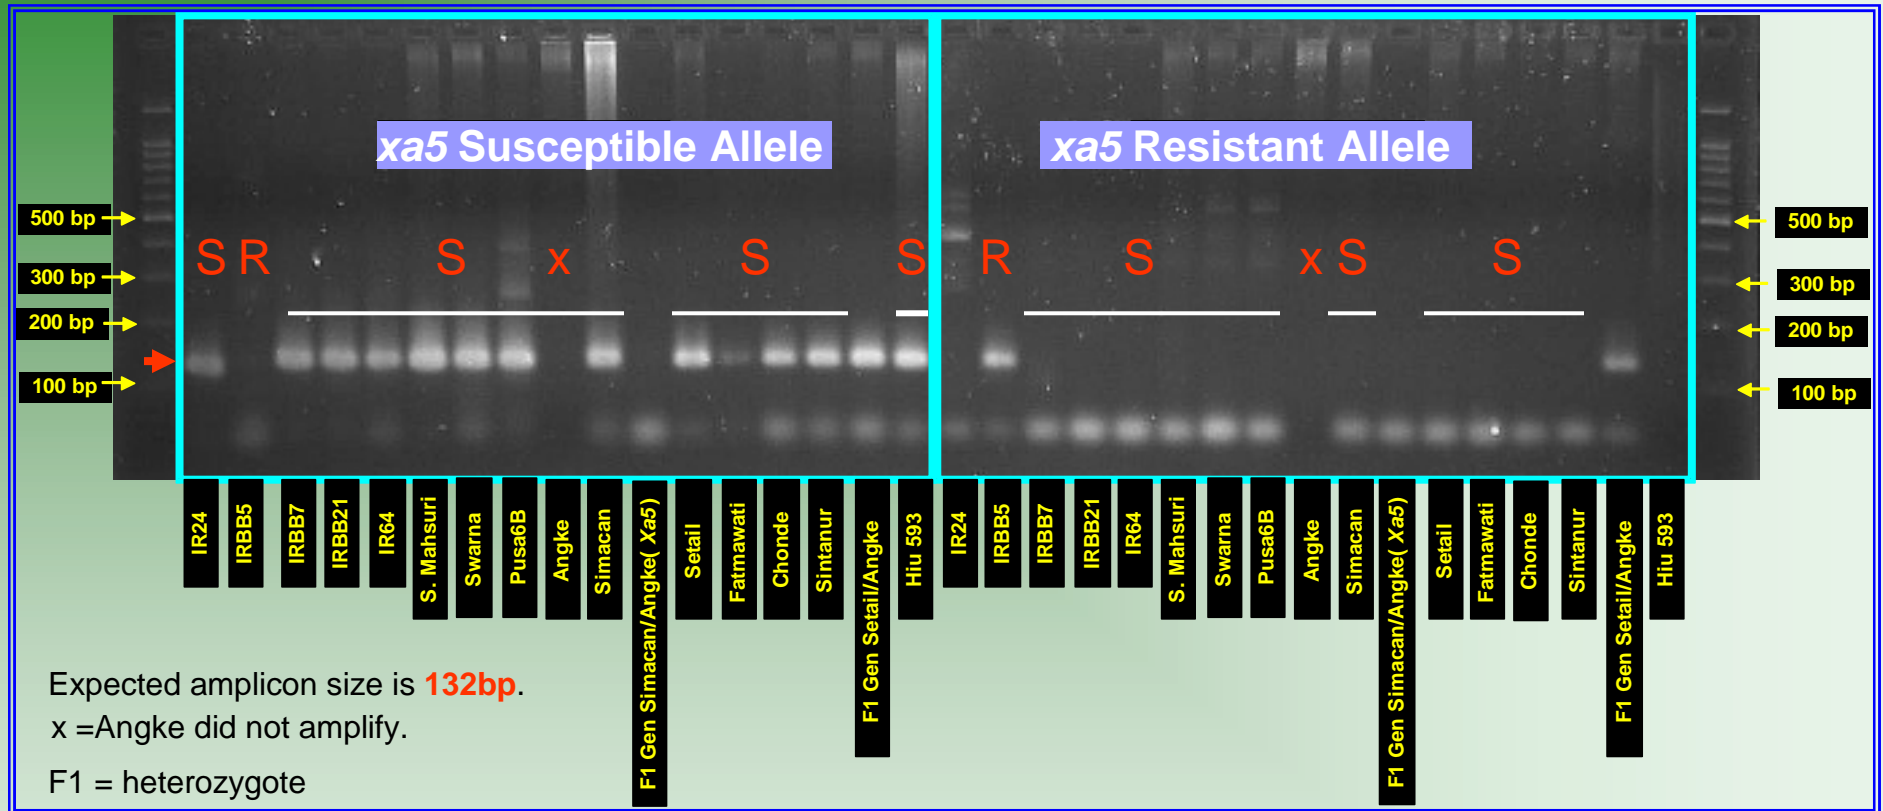 xa5 Susceptible Allele
xa5 Resistant Allele
500 bp
300 bp
200 bp
100 bp
500 bp
300 bp
200 bp
100 bp
S R S x S S R S x S S
IR24
IRBB5
IRBB7
IRBB21
IR64
S. Mahsuri
Swarna
Pusa6B
Angke
Simacan
F1 Gen Simacan/Angke( Xa5)
Setail
Fatmawati
Chonde
Sintanur
F1 Gen Setail/Angke
Hiu 593
IR24
IRBB5
IRBB7
IRBB21
IR64
S. Mahsuri
Swarna
Pusa6B
Angke
Simacan
F1 Gen Simacan/Angke( Xa5)
Setail
Fatmawati
Chonde
Sintanur
F1 Gen Setail/Angke
Hiu 593
Expected amplicon size is 132bp.
x =Angke did not amplify.
F1 = heterozygote